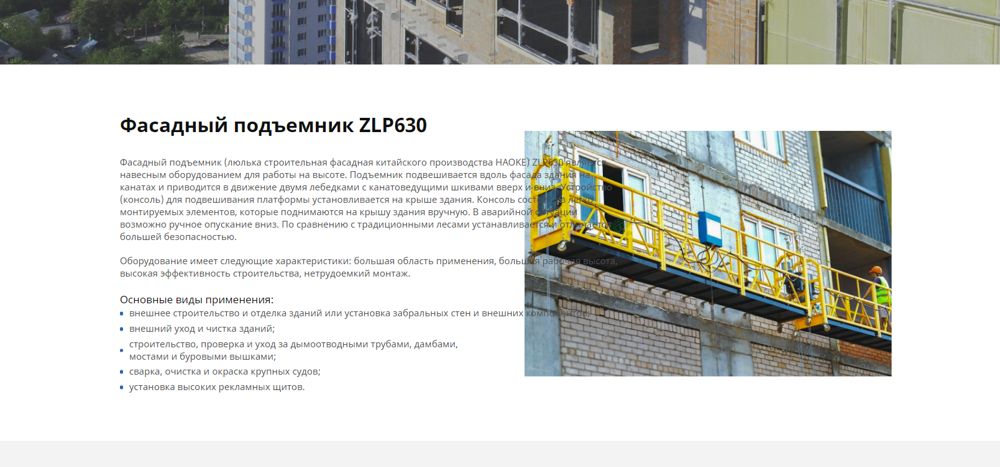 Фасадный подъемник ZLP630
Фасадный подъемник (люлька строительная фасадная китайского производства HAOKE) ZLP630 является
навесным оборудованием для работы на высоте. Подъемник подвешивается вдоль фасада здания на
канатах и приводится в движение двумя лебедками с канатоведущими шкивами вверх и вниз. Устройство
(консоль) для подвешивания платформы установливается на крыше здания. Консоль состоит из легко
монтируемых элементов, которые поднимаются на крышу здания вручную. В аварийной ситуации
возможно ручное опускание вниз. По сравнению с традиционными лесами устанавливается и отличается
большей безопасностью.
Оборудование имеет следующие характеристики: большая область применения, большая рабочая высота,
высокая эффективность строительства, нетрудоемкий монтаж.
Основные виды применения:
внешнее строительство и отделка зданий или установка забральных стен и внешних компонентов;
внешний уход и чистка зданий;
строительство, проверка и уход за дымоотводными трубами, дамбами,
мостами и буровыми вышками;
сварка, очистка и окраска крупных судов;
установка высоких рекламных щитов.